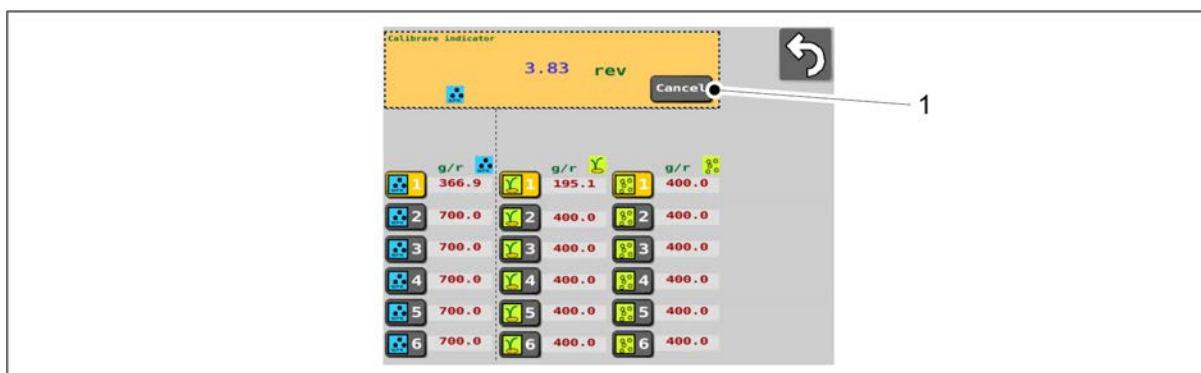 Calibrare indicator
3.83 rev
Cancel
1
g/r g/r g/r
1 366.9 1 195.1 1 400.0
2 700.0 2 400.0 2 400.0
3 700.0 3 400.0 3 400.0
4 700.0 4 400.0 4 400.0
5 700.0 5 400.0 5 400.0
6 700.0 6 400.0 6 400.0